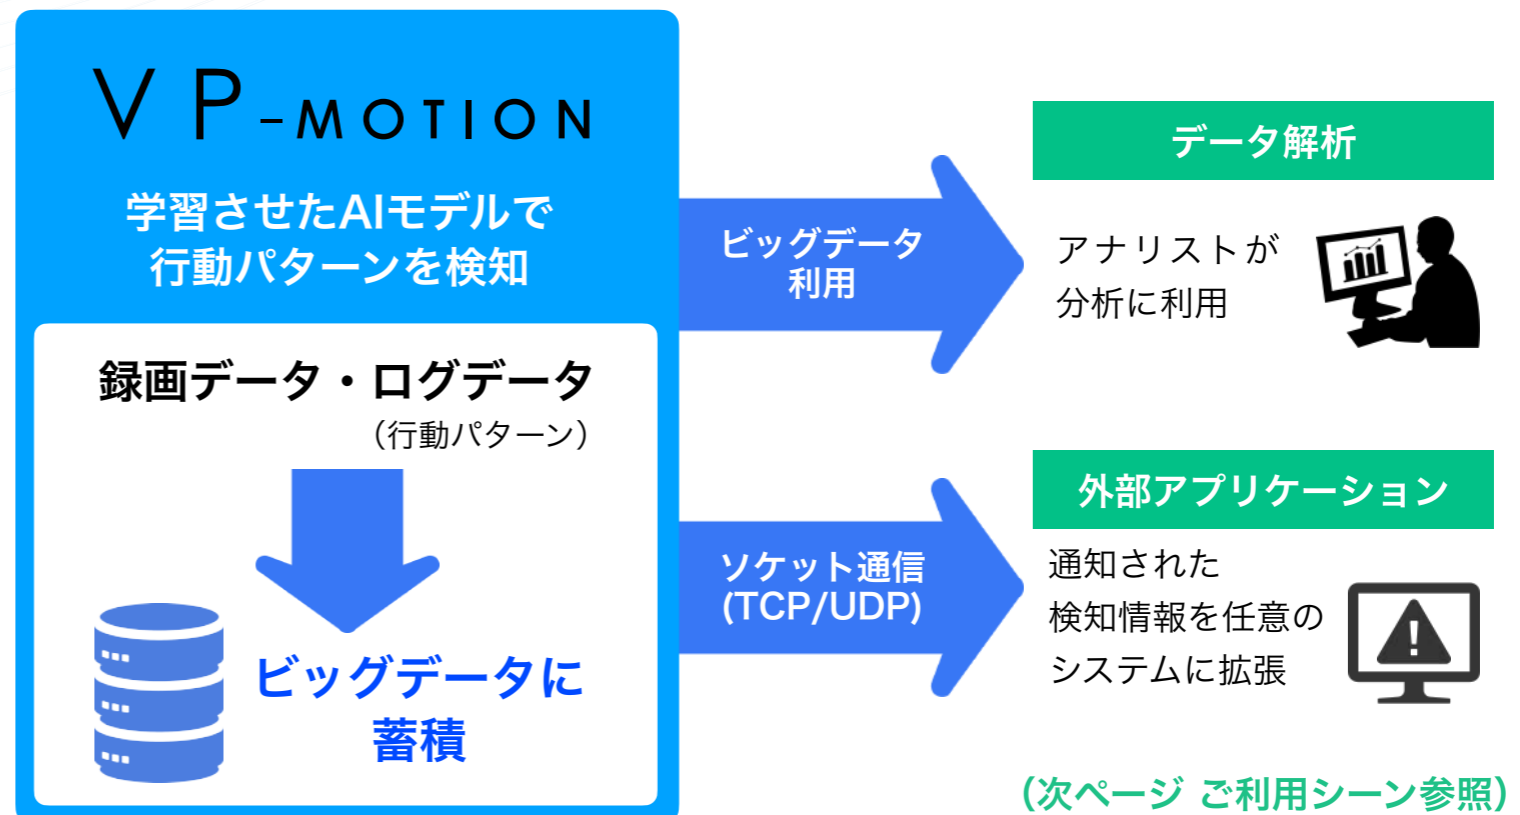 VP-MOTION
学習させたAIモデルで
行動パターンを検知
録画データ・ログデータ
（行動パターン）
ビッグデータに
蓄積
ビッグデータ
利用
データ解析
アナリストが
分析に利用
ソケット通信
(TCP/UDP)
外部アプリケーション
通知された
検知情報を任意の
システムに拡張
（次ページ ご利用シーン参照）